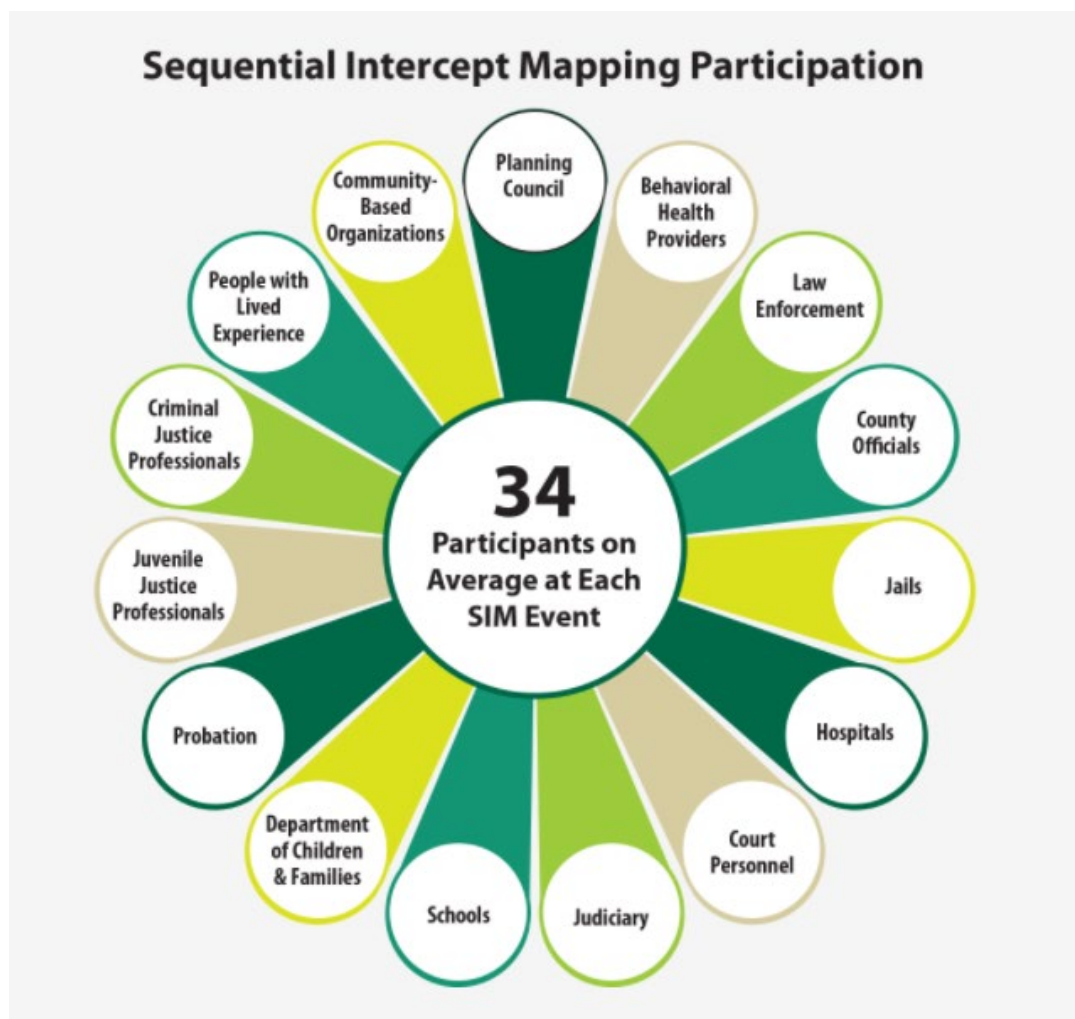 Sequential Intercept Mapping Participation
Planning
Council
Behavioral
Health
Providers
Law
Enforcement
County
Officials
Jails
Hospitals
Court
Personnel
Judiciary
Schools
Department
of Children
& Families
Probation
Juvenile
Justice
Professionals
Criminal
Justice
Professionals
People with
Lived
Experience
Community-
Based
Organizations
34
Participants on
Average at Each
SIM Event